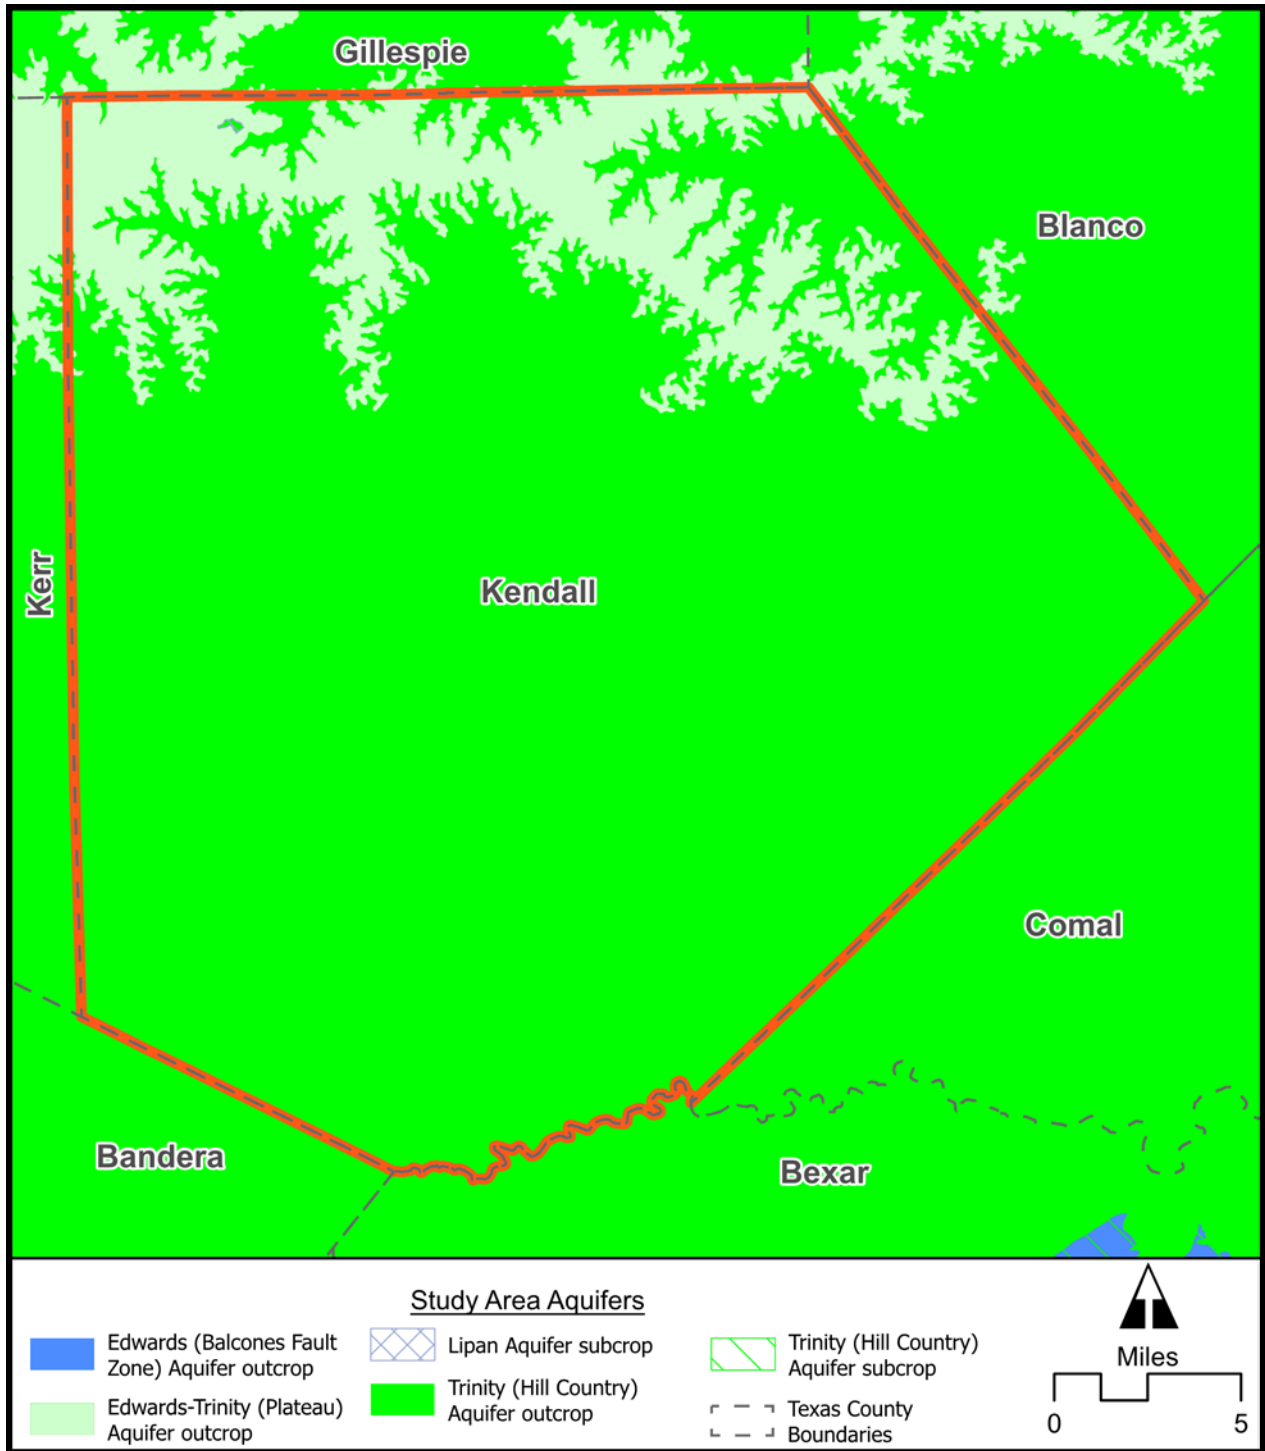 Gillespie
Blanco
Kerr
Kendall
Comal
Bandera
Bexar
Study Area Aquifers
Edwards (Balcones Fault
Zone) Aquifer outcrop
Edwards-Trinity (Plateau)
Aquifer outcrop
Lipan Aquifer subcrop
Trinity (Hill Country)
Aquifer outcrop
Trinity (Hill Country)
Aquifer subcrop
Texas County
Boundaries
Miles
0 5